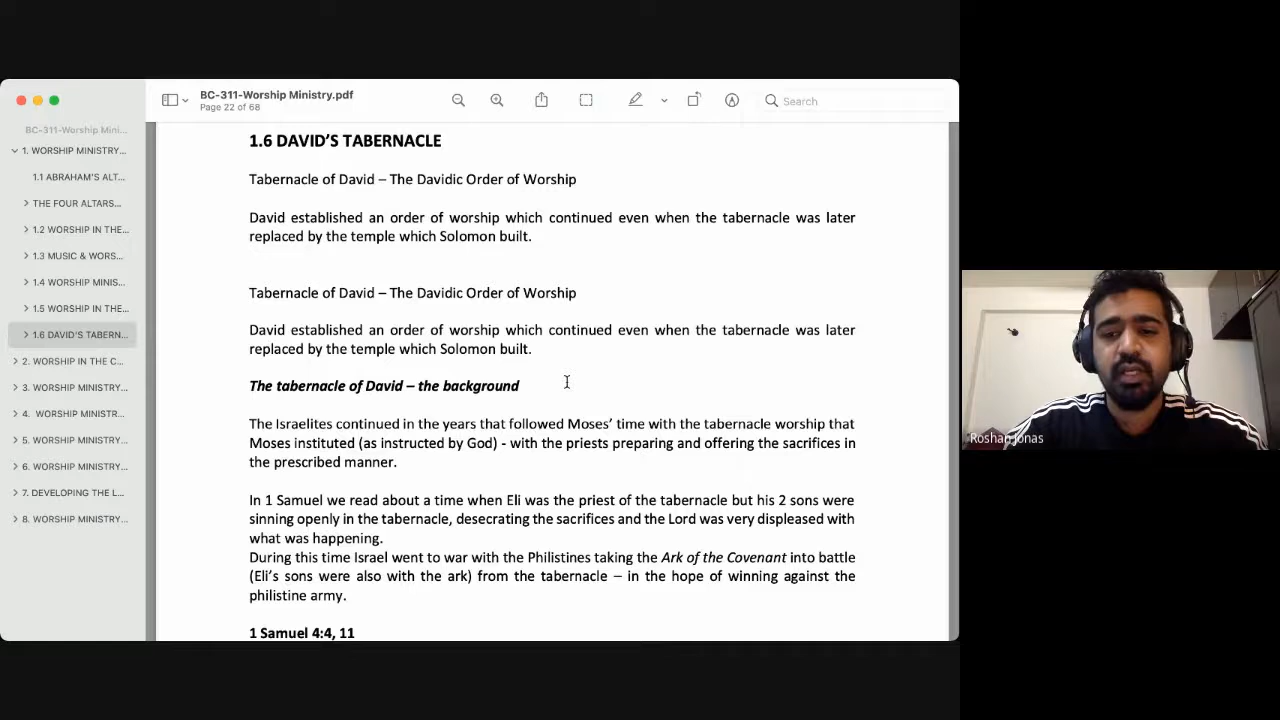 BC-311-Worship Ministry.pdf
Page 22 of 68
Search
BC-311-Worship Mini...
1. WORSHIP MINISTRY...
1.1 ABRAHAM'S ALT...
THE FOUR ALTARS...
1.2 WORSHIP IN THE...
1.3 MUSIC & WORS...
1.4 WORSHIP MINIS...
1.5 WORSHIP IN THE...
1.6 DAVID'S TABERN...
2. WORSHIP IN THE C...
3. WORSHIP MINISTRY...
4. WORSHIP MINISTR...
5. WORSHIP MINISTRY...
6. WORSHIP MINISTRY...
7. DEVELOPING THE L...
8. WORSHIP MINISTRY...
1.6 DAVID'S TABERNACLE
Tabernacle of David – The Davidic Order of Worship
David established an order of worship which continued even when the tabernacle was later
replaced by the temple which Solomon built.
Tabernacle of David – The Davidic Order of Worship
David established an order of worship which continued even when the tabernacle was later
replaced by the temple which Solomon built.
The tabernacle of David – the background
The Israelites continued in the years that followed Moses' time with the tabernacle worship that
Moses instituted (as instructed by God) - with the priests preparing and offering the sacrifices in
the prescribed manner.
In 1 Samuel we read about a time when Eli was the priest of the tabernacle but his 2 sons were
sinning openly in the tabernacle, desecrating the sacrifices and the Lord was very displeased with
what was happening.
During this time Israel went to war with the Philistines taking the Ark of the Covenant into battle
(Eli's sons were also with the ark) from the tabernacle – in the hope of winning against the
philistine army.
1 Samuel 4:4, 11
Roshan Jonas